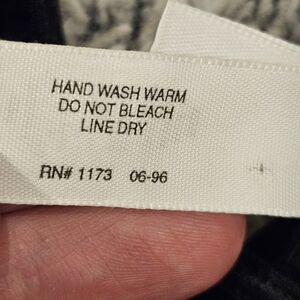 HAND WASH WARM
DO NOT BLEACH
LINE DRY
RN# 1173 06-96